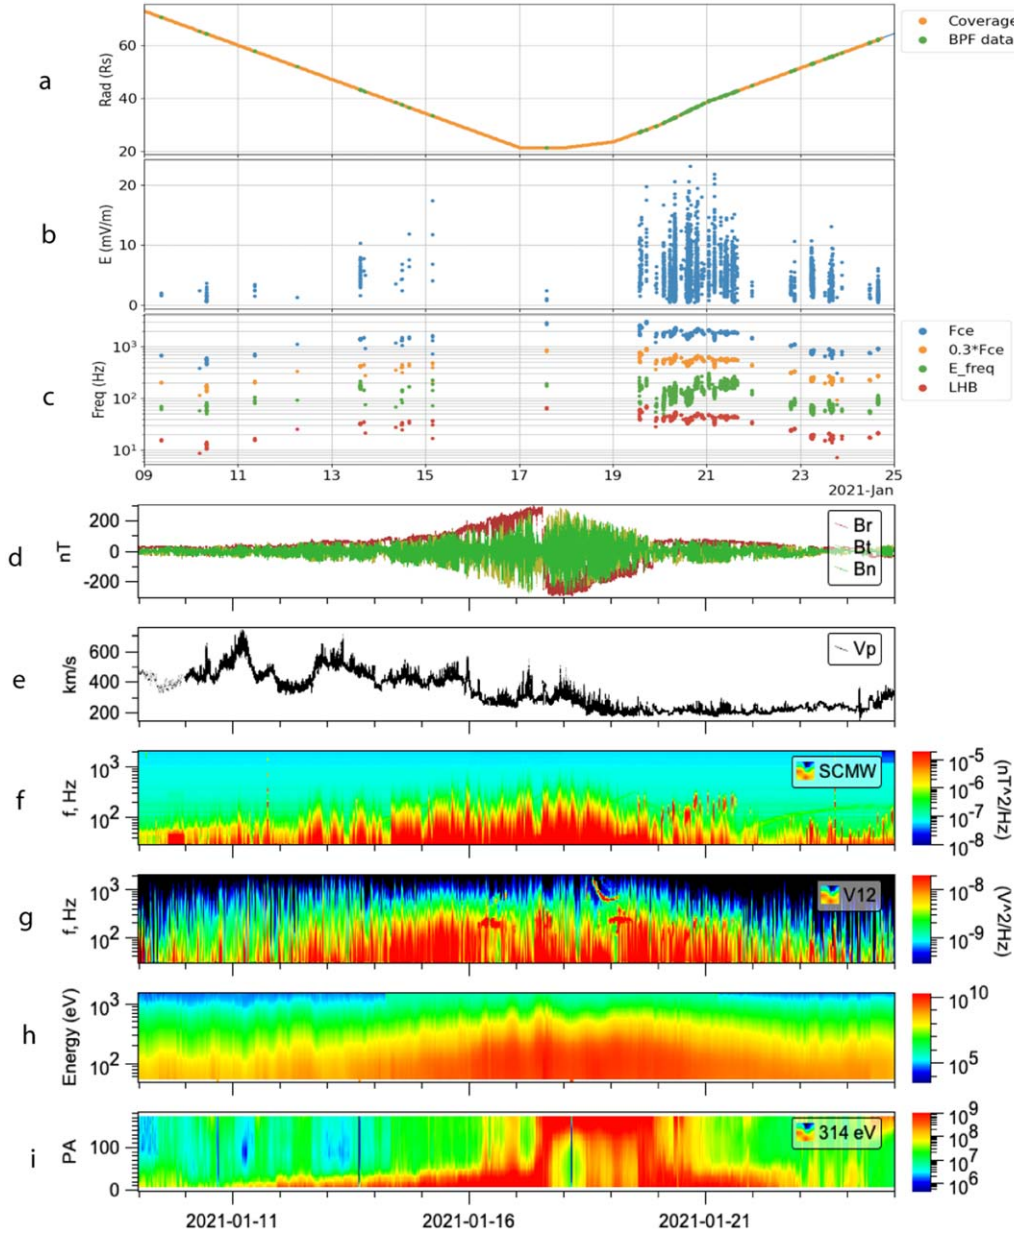 a
Rad (Rs)
60
40
20
Coverage
BPF data
b
E (mV/m)
20
10
0
c
Freq (Hz)
10³
10²
10¹
Fce
0.3*Fce
E_freq
LHB
09 11 13 15 17 19 21 23 25
2021-Jan
d
nT
200
0
-200
Br
Bt
Bn
e
km/s
600
400
200
Vp
f
f, Hz
10³
10²
SCMW
10⁻⁵
10⁻⁶
10⁻⁷
10⁻⁸
(nT^2/Hz)
g
f, Hz
10³
10²
V12
10⁻⁸
10⁻⁹
(V^2/Hz)
h
Energy (eV)
10³
10²
10¹⁰
10⁵
i
PA
100
0
314 eV
10⁹
10⁸
10⁷
10⁶
2021-01-11 2021-01-16 2021-01-21